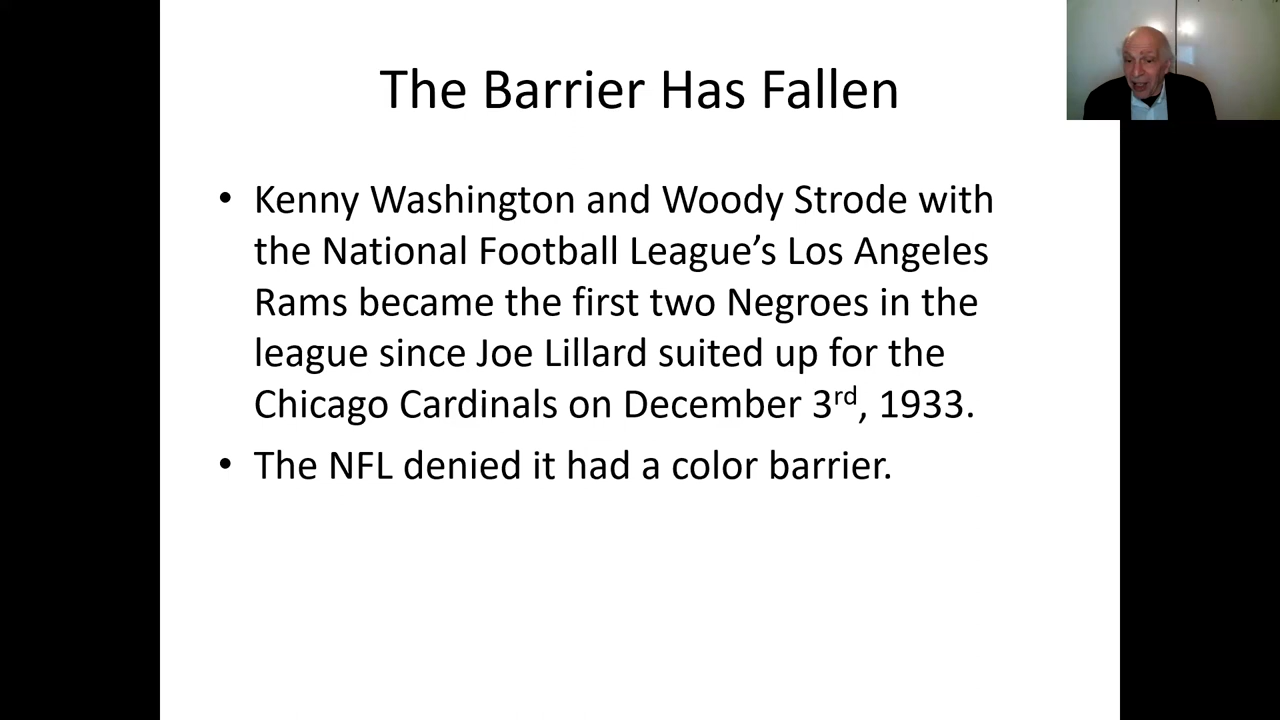 The Barrier Has Fallen
• Kenny Washington and Woody Strode with
the National Football League’s Los Angeles
Rams became the first two Negroes in the
league since Joe Lillard suited up for the
Chicago Cardinals on December 3rd, 1933.
• The NFL denied it had a color barrier.